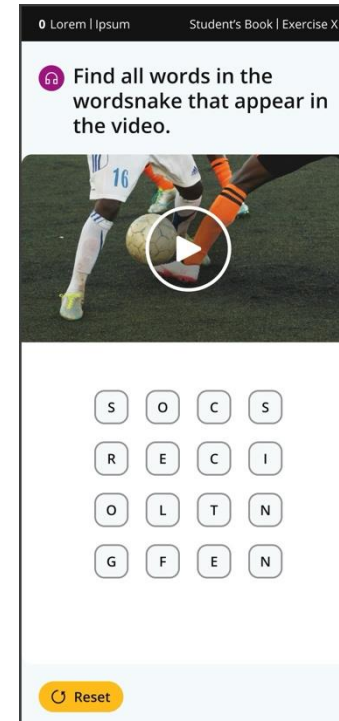 0 Lorem | Ipsum Student's Book | Exercise X
Find all words in the
wordsnake that appear in
the video.
16
S O C S
R E C I
O L T N
G F E N
Reset